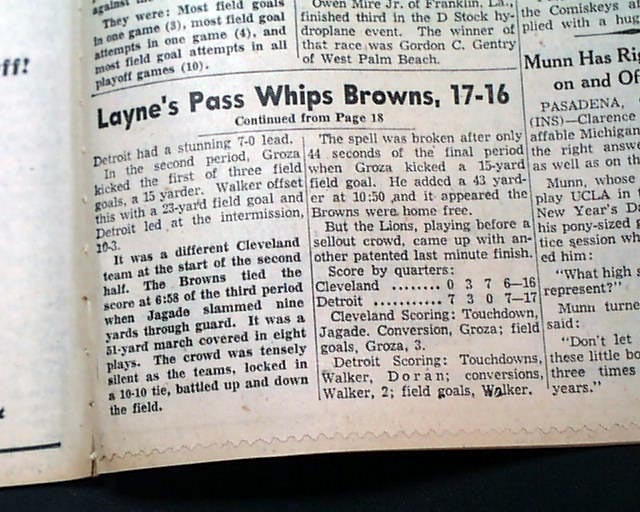 ff!
t
against the
They were: Most field goals
in one game (3), most field goal
attempts in one game (4), and
most field goal attempts in all
playoff games (10).
Owen Mire Jr. of Franklin, La.,
finished third in the D Stock hy-
droplane event. The winner of
that race was Gordon C. Gentry
of West Palm Beach.
the Comiskeys a
plied with a hug
Layne's Pass Whips Browns, 17-16
Continued from Page 18
Detroit had a stunning 7-0 lead.
In the second period, Groza
kicked the first of three field
goals, a 15 yarder. Walker offset
this with a 23-yard field goal and
Detroit led at the intermission,
10-3.
It was a different Cleveland
team at the start of the second
half. The Browns tied the
score at 6:58 of the third period
when Jagade slammed nine
yards through guard. It was a
51-yard march covered in eight
plays. The crowd was tensely
silent as the teams, locked in
a 10-10 tie, battled up and down
the field.
The spell was broken after only
44 seconds of the final period
when Groza kicked a 15-yard
field goal. He added a 43 yard-
er at 10:50 and it appeared the
Browns were home free.
But the Lions, playing before a
sellout crowd, came up with an-
other patented last minute finish.
Score by quarters:
Cleveland ........ 0 3 7 6—16
Detroit ........... 7 3 0 7—17
Cleveland Scoring: Touchdown,
Jagade. Conversion, Groza; field
goals, Groza, 3.
Detroit Scoring: Touchdowns,
Walker, Doran; conversions,
Walker, 2; field goals, Walker.
Munn Has Rig
on and Of
PASADENA,
(INS)—Clarence
affable Michigan
the right answe
as well as on th
Munn, whose
play UCLA in t
New Year's Da
his pony-sized
tice session wh
ed him:
"What high s
represent?"
Munn turne
said:
"Don't let
these little bo
three times
years."